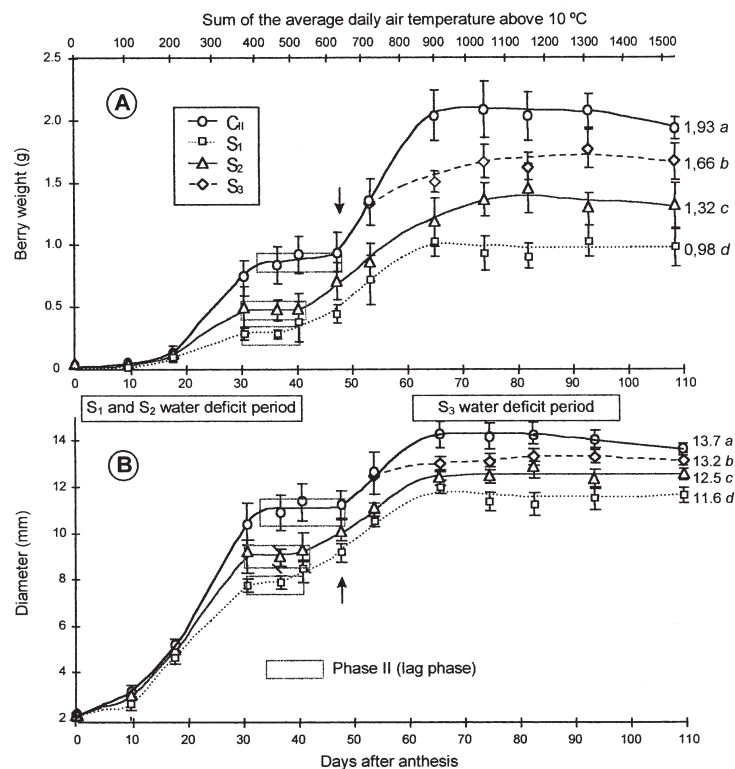 Sum of the average daily air temperature above 10 ºC
0 100 200 300 400 500 600 700 800 900 1000 1100 1200 1300 1400 1500
2.5
A
2.0
1.5
1.0
0.5
0
Berry weight (g)
CII
S1
S2
S3
1,93 a
1,66 b
1,32 c
0,98 d
0 10 20 30 40 50 60 70 80 90 100 110
S1 and S2 water deficit period
S3 water deficit period
14
B
12
10
8
6
4
2
Diameter (mm)
13.7 a
13.2 b
12.5 c
11.6 d
Phase II (lag phase)
0 10 20 30 40 50 60 70 80 90 100 110
Days after anthesis